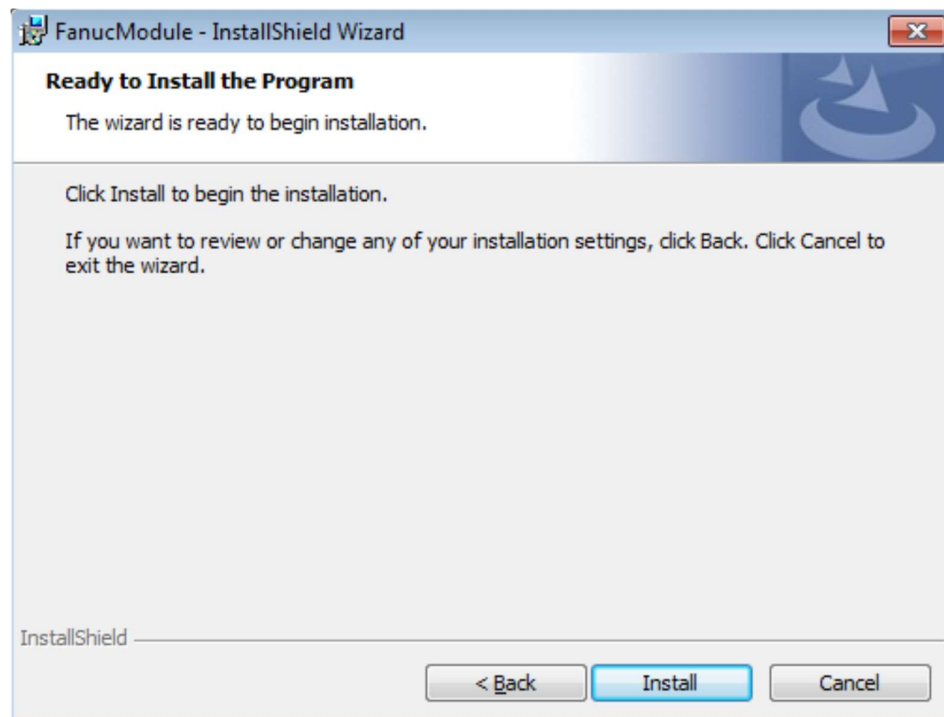 FanucModule - InstallShield Wizard
Ready to Install the Program
The wizard is ready to begin installation.
Click Install to begin the installation.
If you want to review or change any of your installation settings, click Back. Click Cancel to
exit the wizard.
InstallShield
< Back
Install
Cancel